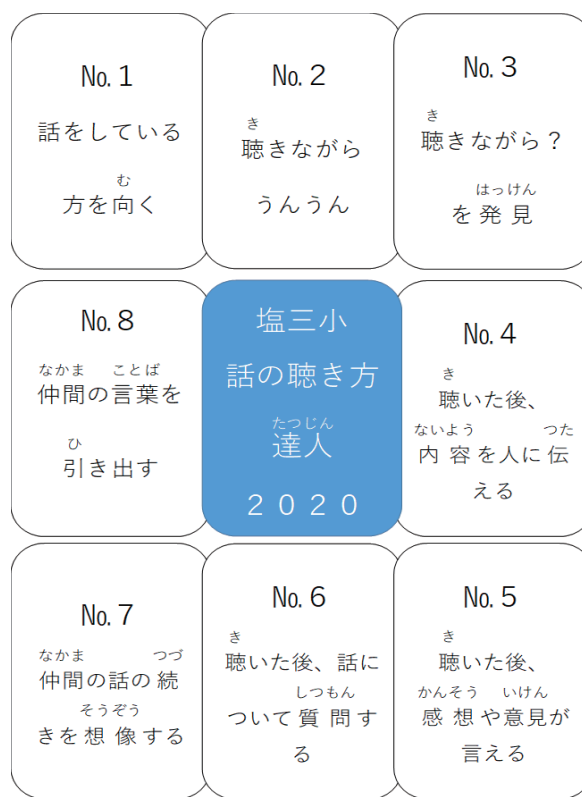 No. 1
話をしている
む
方を向く
No. 2
き
聴きながら
うんうん
No. 3
き
聴きながら？
はっけん
を発見
No. 8
なかま ことば
仲間の言葉を
ひ
引き出す
塩三小
話の聴き方
たつじん
達人
２０２０
No. 4
き
聴いた後、
ないよう つた
内容を人に伝
える
No. 7
なかま つづ
仲間の話の続
そうぞう
きを想像する
No. 6
き
聴いた後、話に
しつもん
ついて質問す
る
No. 5
き
聴いた後、
かんそう いけん
感想や意見が
言える